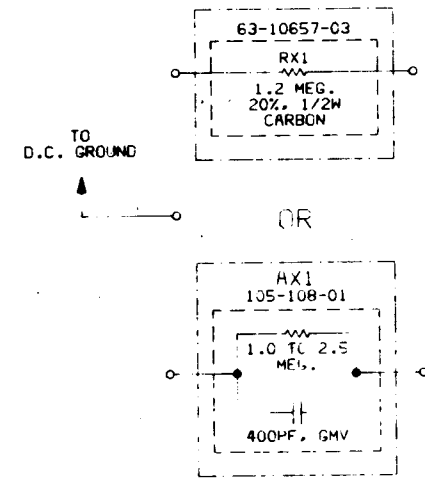 63-10657-03
RX1
1.2 MEG.
20%, 1/2W
CARBON
TO
D.C. GROUND
OR
AX1
105-108-01
1.0 TO 2.5
MEG.
400PF, GMV